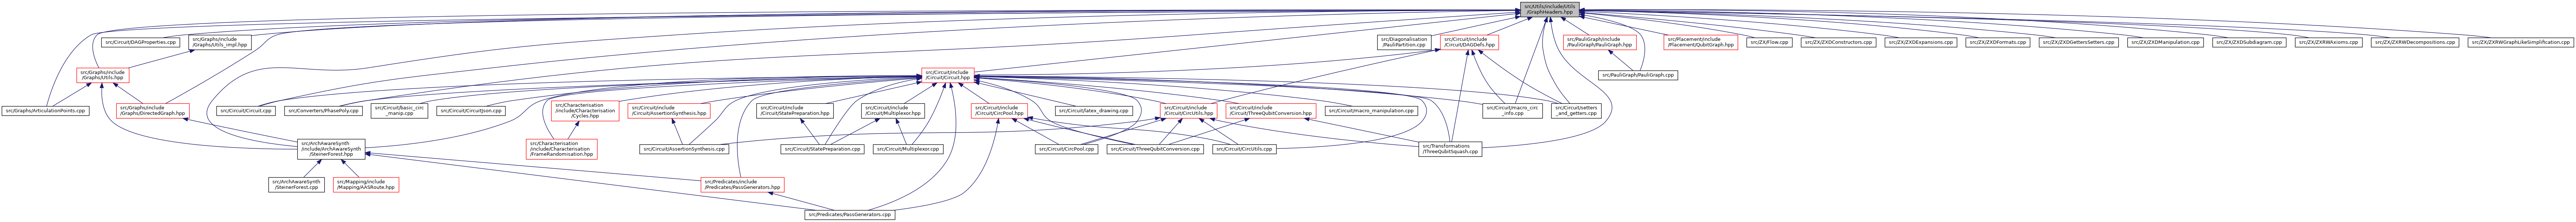 src/Utils/include/Utils
/GraphHeaders.hpp
src/Circuit/DAGProperties.cpp
src/Graphs/include
/Graphs/Utils_impl.hpp
src/Diagonalisation
/PauliPartition.cpp
src/Circuit/include
/Circuit/DAGDefs.hpp
src/PauliGraph/include
/PauliGraph/PauliGraph.hpp
src/Placement/include
/Placement/QubitGraph.hpp
src/ZX/Flow.cpp
src/ZX/ZXDConstructors.cpp
src/ZX/ZXDExpansions.cpp
src/ZX/ZXDFormats.cpp
src/ZX/ZXDGettersSetters.cpp
src/ZX/ZXDManipulation.cpp
src/ZX/ZXDSubdiagram.cpp
src/ZX/ZXRWAxioms.cpp
src/ZX/ZXRWDecompositions.cpp
src/ZX/ZXRWGraphLikeSimplification.cpp
src/Graphs/include
/Graphs/Utils.hpp
src/Circuit/include
/Circuit/Circuit.hpp
src/PauliGraph/PauliGraph.cpp
src/Graphs/ArticulationPoints.cpp
src/Graphs/include
/Graphs/DirectedGraph.hpp
src/Circuit/Circuit.cpp
src/Converters/PhasePoly.cpp
src/Circuit/basic_circ
_manip.cpp
src/Circuit/CircuitJson.cpp
src/Characterisation
/include/Characterisation
/Cycles.hpp
src/Circuit/include
/Circuit/AssertionSynthesis.hpp
src/Circuit/include
/Circuit/StatePreparation.hpp
src/Circuit/include
/Circuit/Multiplexor.hpp
src/Circuit/include
/Circuit/CircPool.hpp
src/Circuit/latex_drawing.cpp
src/Circuit/include
/Circuit/CircUtils.hpp
src/Circuit/include
/Circuit/ThreeQubitConversion.hpp
src/Circuit/macro_manipulation.cpp
src/Circuit/macro_circ
_info.cpp
src/Circuit/setters
_and_getters.cpp
src/ArchAwareSynth
/include/ArchAwareSynth
/SteinerForest.hpp
src/Characterisation
/include/Characterisation
/FrameRandomisation.hpp
src/Circuit/AssertionSynthesis.cpp
src/Circuit/StatePreparation.cpp
src/Circuit/Multiplexor.cpp
src/Circuit/CircPool.cpp
src/Circuit/ThreeQubitConversion.cpp
src/Circuit/CircUtils.cpp
src/Transformations
/ThreeQubitSquash.cpp
src/ArchAwareSynth
/SteinerForest.cpp
src/Mapping/include
/Mapping/AASRoute.hpp
src/Predicates/include
/Predicates/PassGenerators.hpp
src/Predicates/PassGenerators.cpp